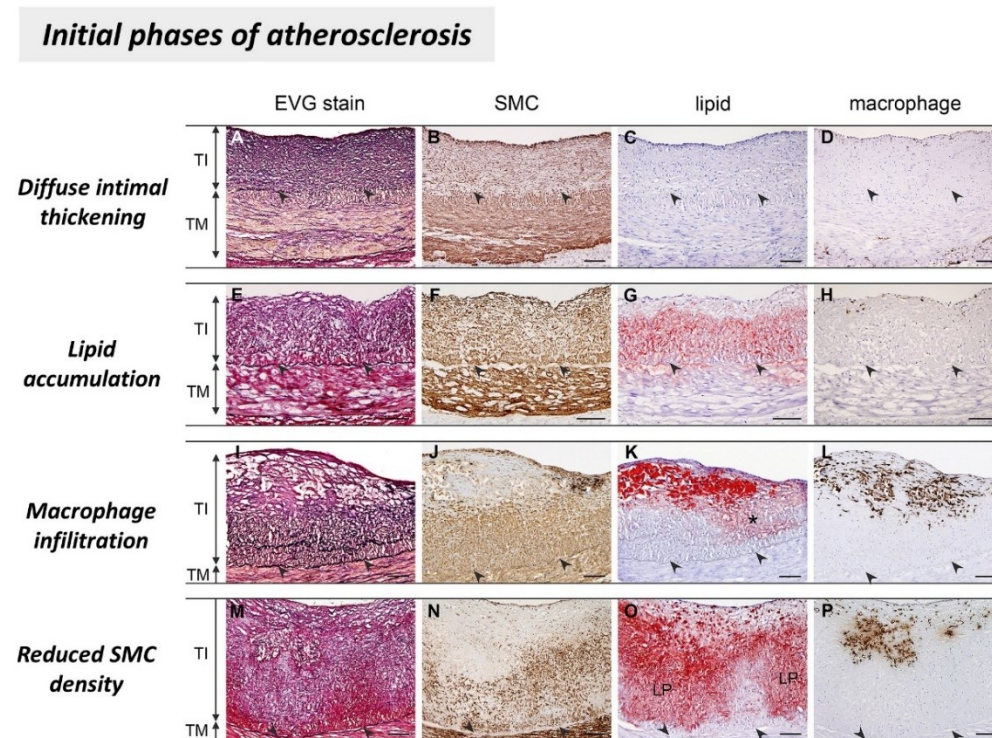 Initial phases of atherosclerosis
EVG stain SMC lipid macrophage
Diffuse intimal
thickening
TI
TM
A B C D
Lipid
accumulation
TI
TM
E F G H
Macrophage
infiltration
TI
TM
I J K L
*
Reduced SMC
density
TI
TM
M N O P
LP LP